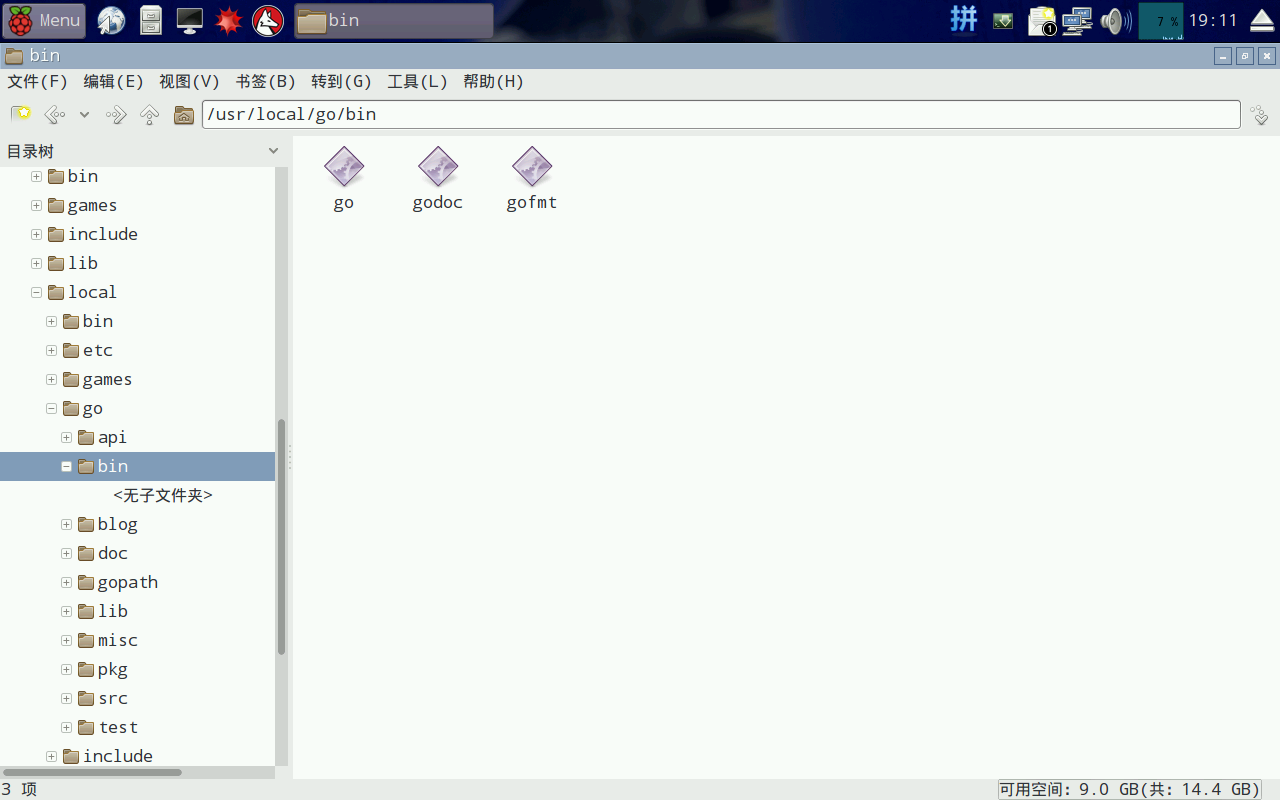 Menu bin 拼 1 7 % 19:11
bin
文件(F) 编辑(E) 视图(V) 书签(B) 转到(G) 工具(L) 帮助(H)
/usr/local/go/bin
目录树
bin
games
include
lib
local
bin
etc
games
go
api
bin
<无子文件夹>
blog
doc
gopath
lib
misc
pkg
src
test
include
go godoc gofmt
3 项
可用空间: 9.0 GB(共: 14.4 GB)